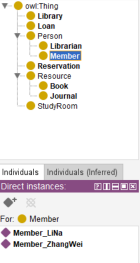 owl:Thing
Library
Loan
Person
Librarian
Member
Reservation
Resource
Book
Journal
StudyRoom
Individuals Individuals (Inferred)
Direct instances:
For: Member
Member_LiNa
Member_ZhangWei